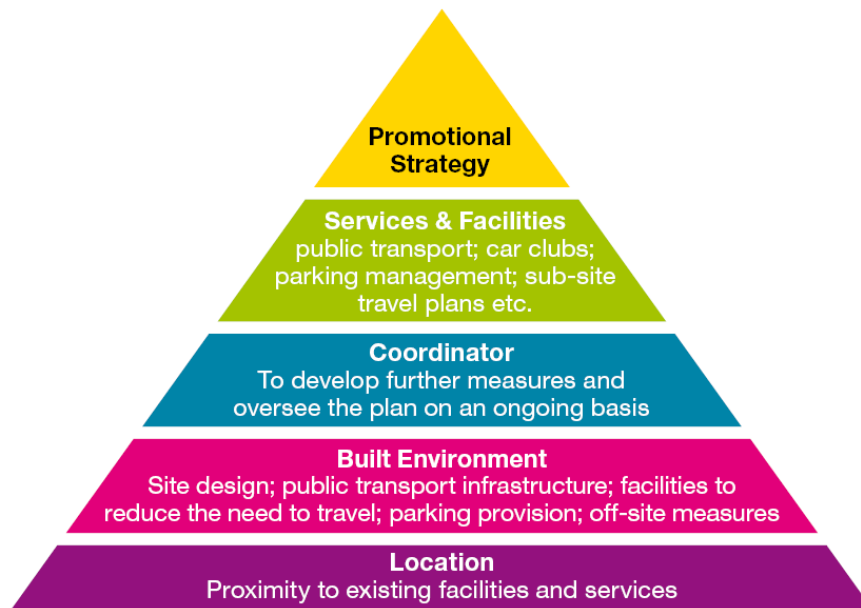 Promotional
Strategy
Services & Facilities
public transport; car clubs;
parking management; sub-site
travel plans etc.
Coordinator
To develop further measures and
oversee the plan on an ongoing basis
Built Environment
Site design; public transport infrastructure; facilities to
reduce the need to travel; parking provision; off-site measures
Location
Proximity to existing facilities and services